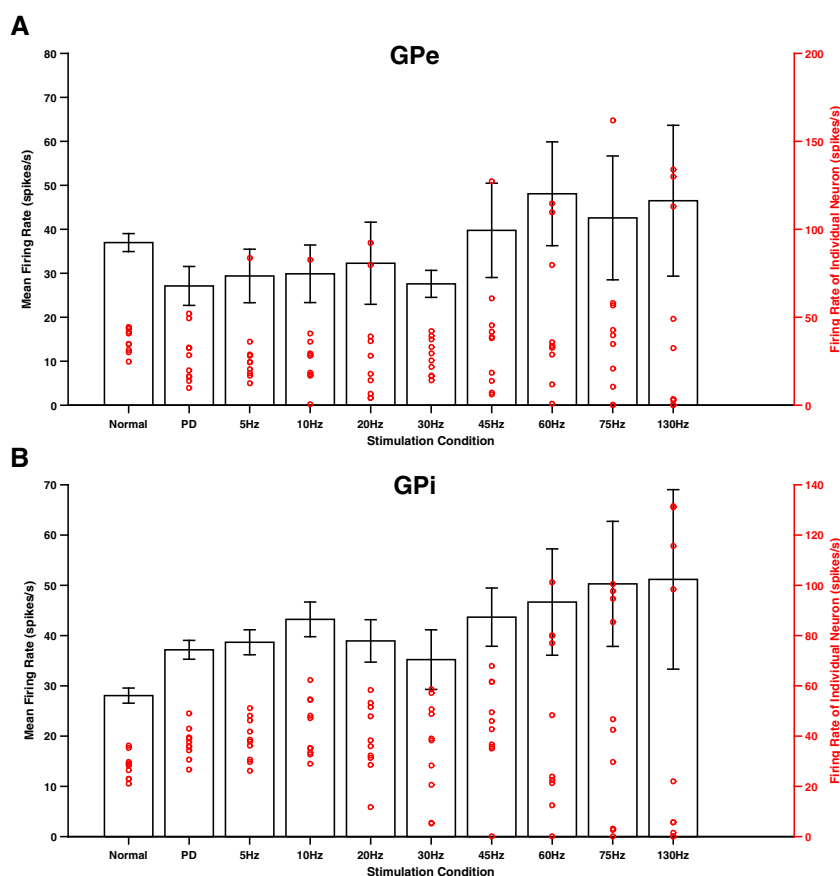 A
GPe
80
70
60
50
40
30
20
10
0
Mean Firing Rate (spikes/s)
200
150
100
50
0
Firing Rate of Individual Neuron (spikes/s)
Normal PD 5Hz 10Hz 20Hz 30Hz 45Hz 60Hz 75Hz 130Hz
Stimulation Condition
B
GPi
70
60
50
40
30
20
10
0
Mean Firing Rate (spikes/s)
140
120
100
80
60
40
20
0
Firing Rate of Individual Neuron (spikes/s)
Normal PD 5Hz 10Hz 20Hz 30Hz 45Hz 60Hz 75Hz 130Hz
Stimulation Condition